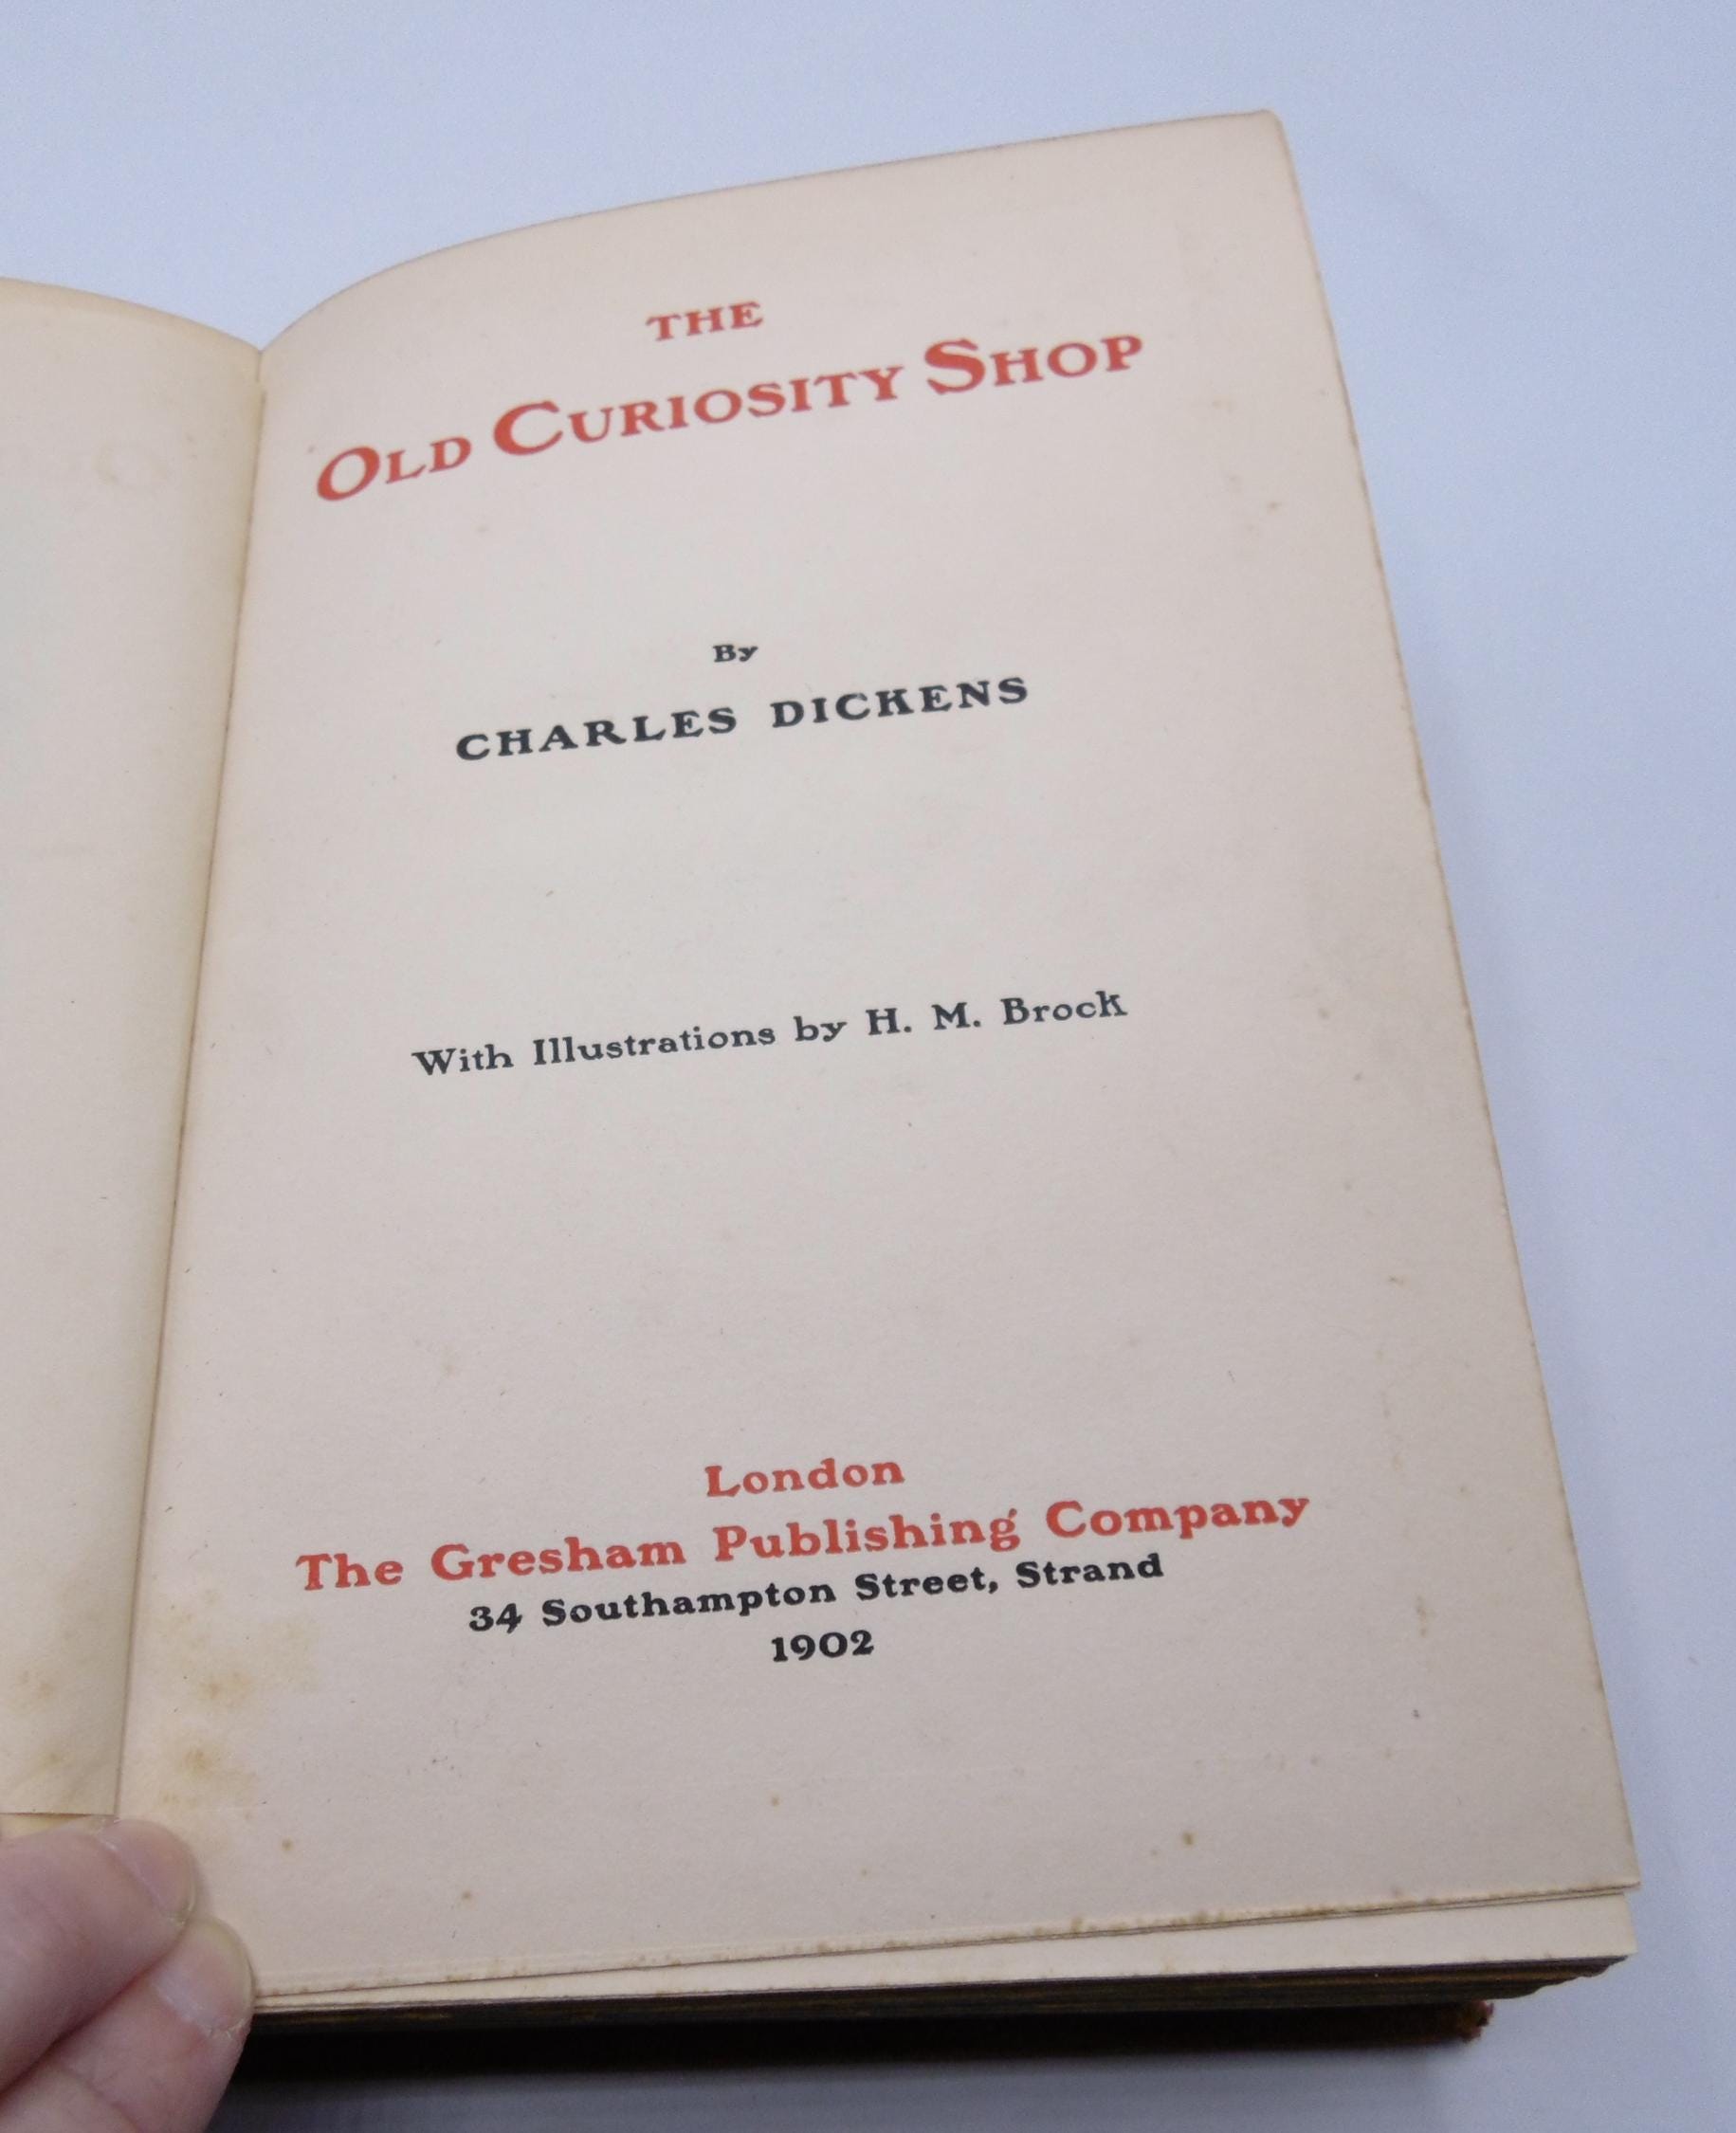 THE
OLD CURIOSITY SHOP
By
CHARLES DICKENS
With Illustrations by H. M. Brock
London
The Gresham Publishing Company
34 Southampton Street, Strand
1902